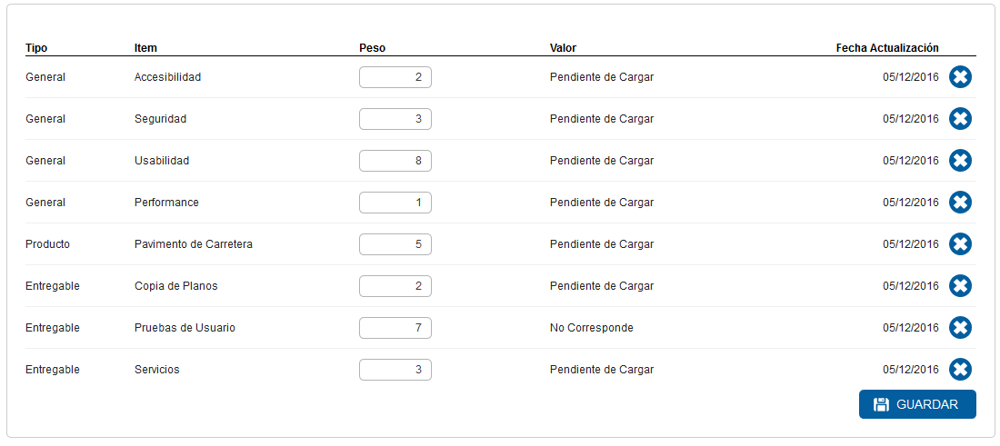 Tipo Item Peso Valor Fecha Actualización
General Accesibilidad 2 Pendiente de Cargar 05/12/2016
General Seguridad 3 Pendiente de Cargar 05/12/2016
General Usabilidad 8 Pendiente de Cargar 05/12/2016
General Performance 1 Pendiente de Cargar 05/12/2016
Producto Pavimento de Carretera 5 Pendiente de Cargar 05/12/2016
Entregable Copia de Planos 2 Pendiente de Cargar 05/12/2016
Entregable Pruebas de Usuario 7 No Corresponde 05/12/2016
Entregable Servicios 3 Pendiente de Cargar 05/12/2016
GUARDAR